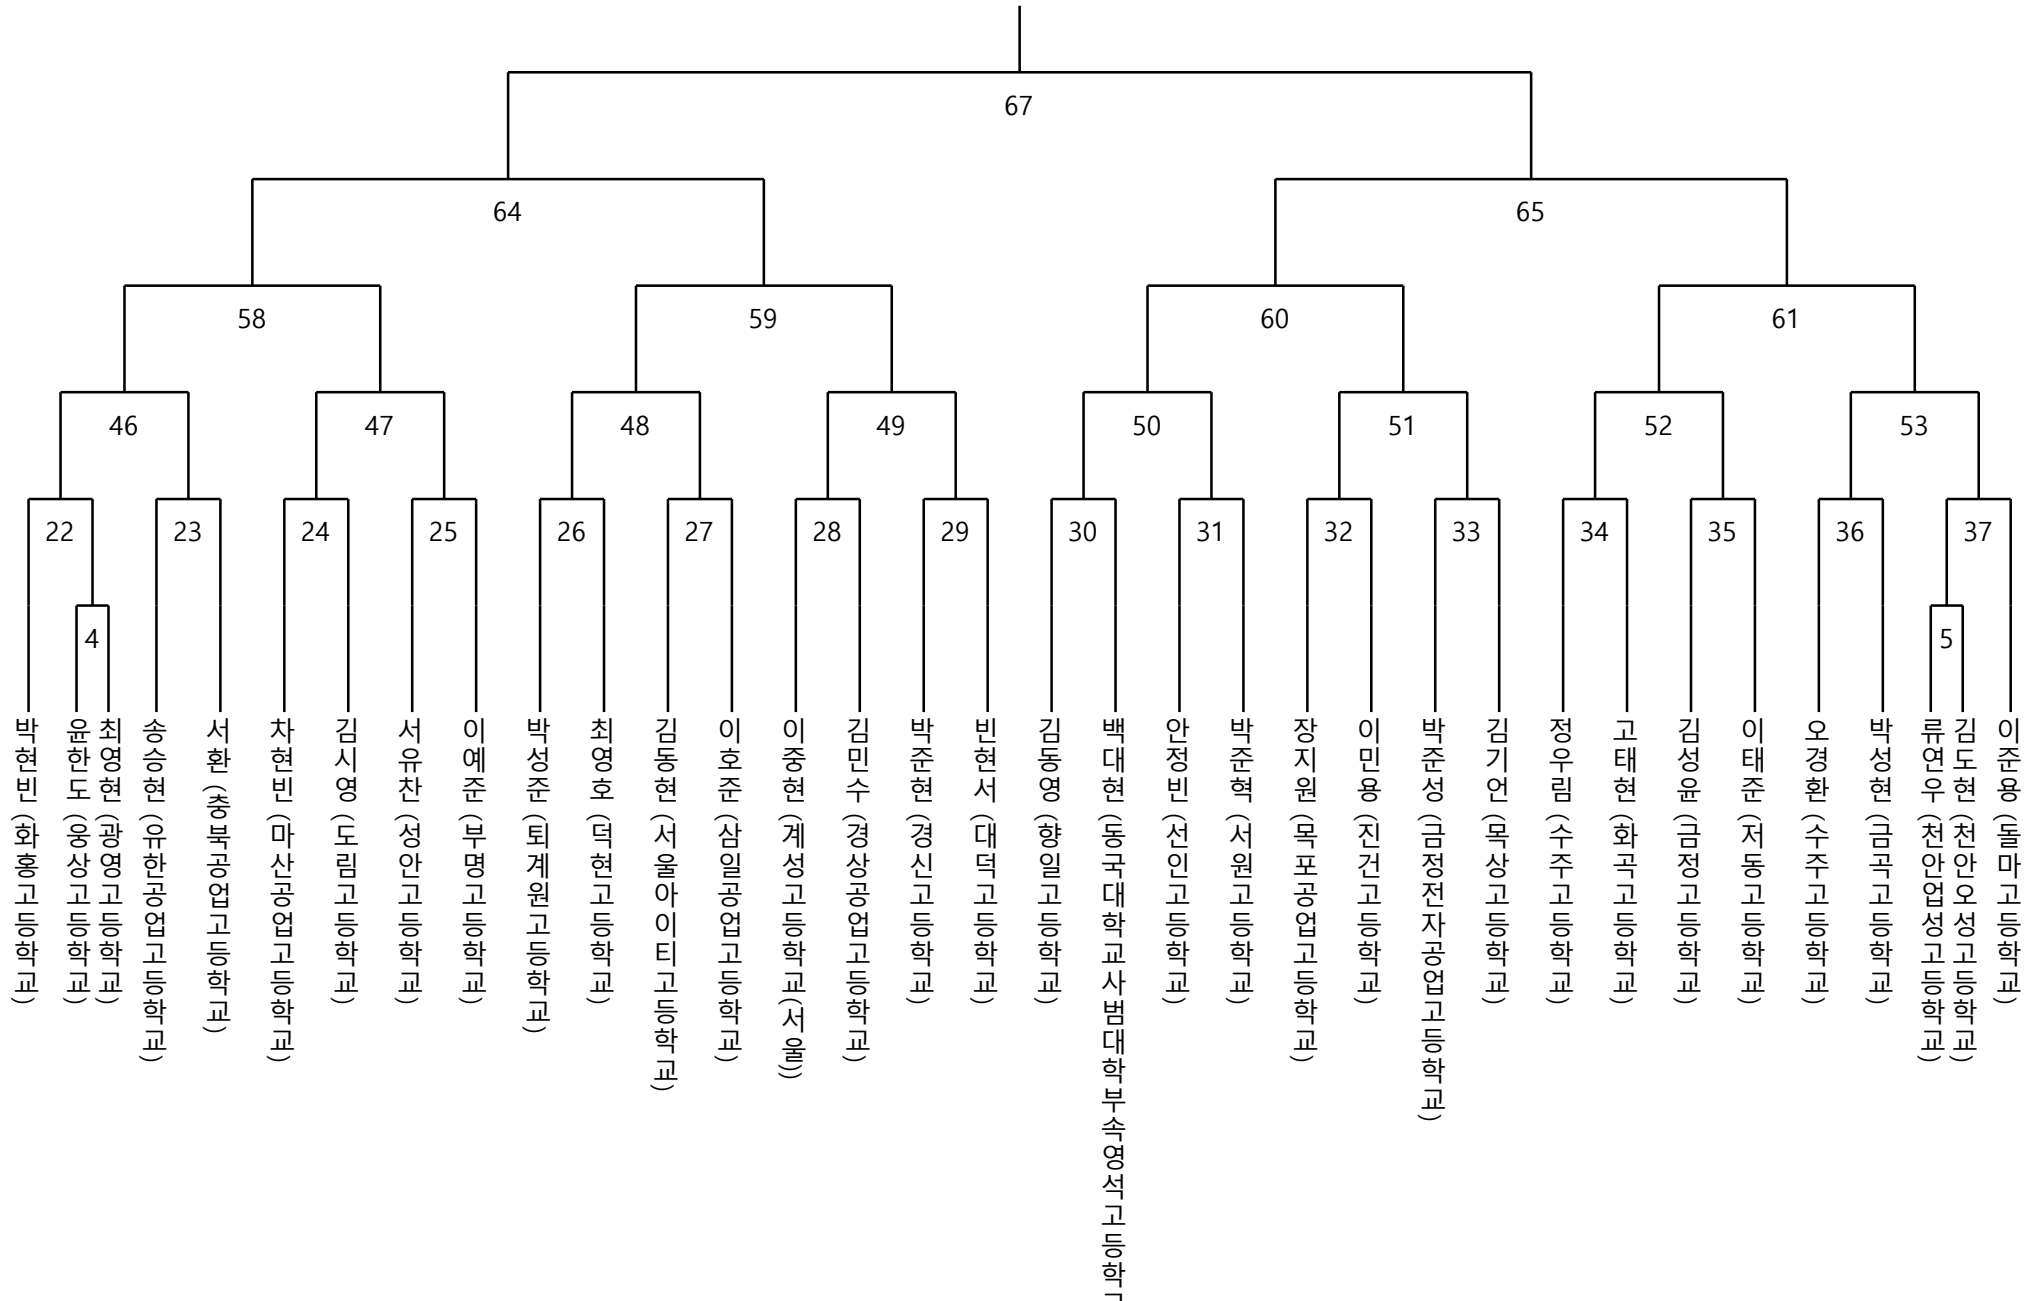 67
64
65
58
59
60
61
46
47
48
49
50
51
52
53
22
23
24
25
26
27
28
29
30
31
32
33
34
35
36
37
4
5
박현빈 (화홍고등학교)
윤한도 (웅상고등학교)
최영현 (광영고등학교)
송승현 (유한공업고등학교)
서환 (충북공업고등학교)
차현빈 (마산공업고등학교)
김시영 (도림고등학교)
서유찬 (성안고등학교)
이예준 (부명고등학교)
박성준 (퇴계원고등학교)
최영호 (덕현고등학교)
김동현 (서울아이티고등학교)
이호준 (삼일공업고등학교)
이중현 (계성고등학교(서울))
김민수 (경상공업고등학교)
박준현 (경신고등학교)
빈현서 (대덕고등학교)
김동영 (향일고등학교)
백대현 (동국대학교사범대학부속영석고등학
안정빈 (선인고등학교)
박준혁 (서원고등학교)
장지원 (목포공업고등학교)
이민용 (진건고등학교)
박준성 (금정전자공업고등학교)
김기언 (목상고등학교)
정우림 (수주고등학교)
고태현 (화곡고등학교)
김성윤 (금정고등학교)
이태준 (저동고등학교)
오경환 (수주고등학교)
박성현 (금곡고등학교)
류연우 (천안업성고등학교)
김도현 (천안오성고등학교)
이준용 (돌마고등학교)